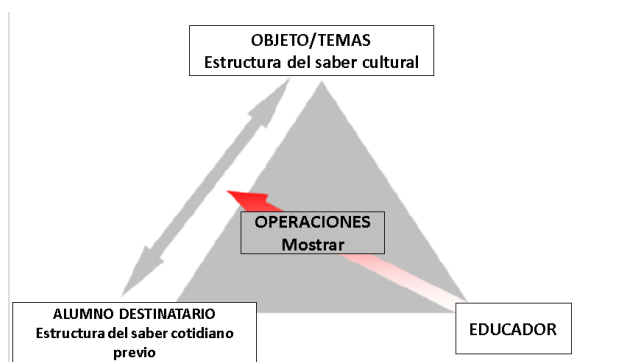 OBJETO/TEMAS
Estructura del saber cultural
OPERACIONES
Mostrar
ALUMNO DESTINATARIO
Estructura del saber cotidiano
previo
EDUCADOR